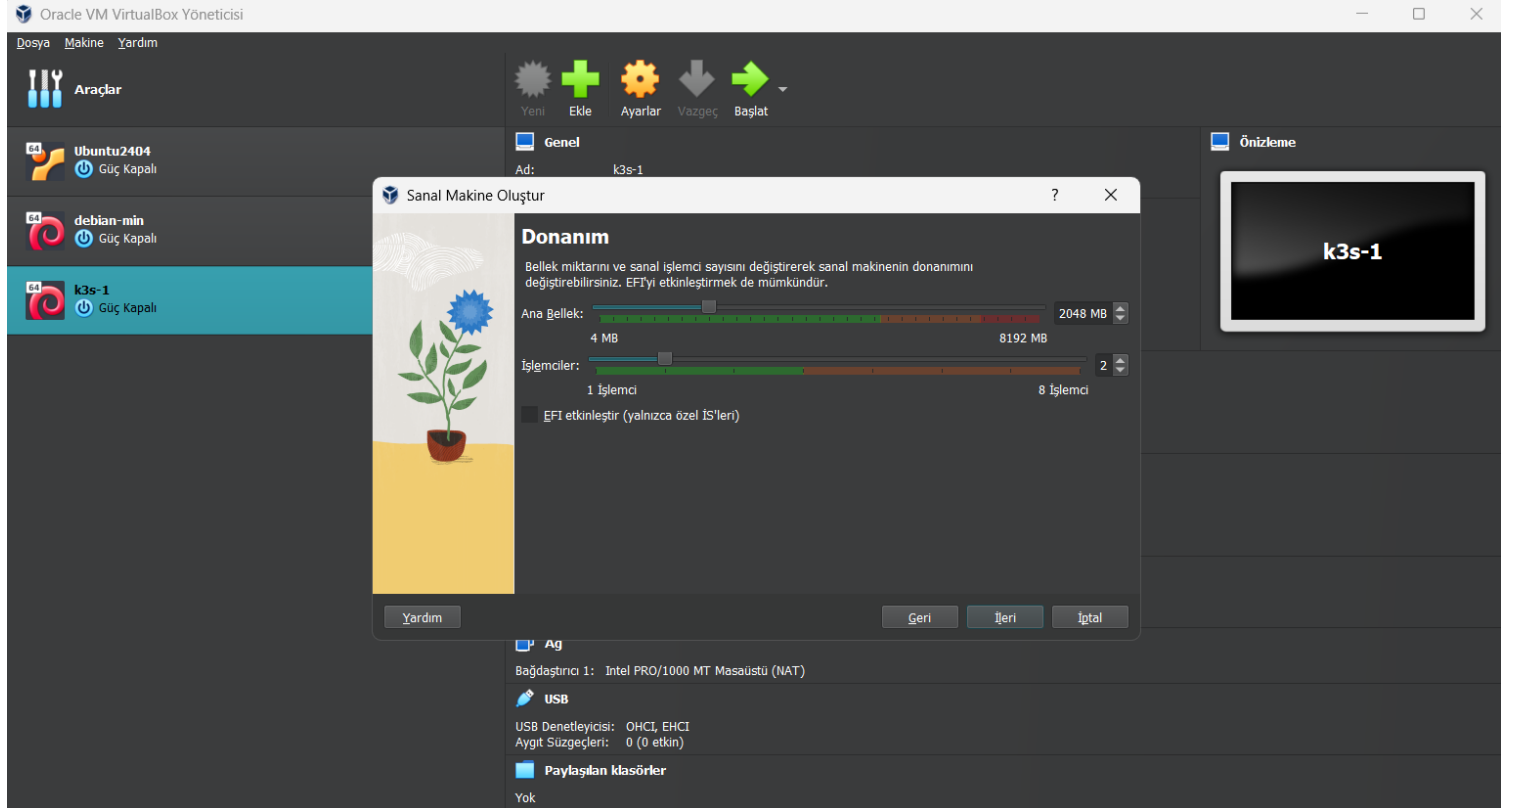 Oracle VM VirtualBox Yöneticisi
Dosya Makine Yardım
Araçlar
Yeni Ekle Ayarlar Vazgeç Başlat
64 Ubuntu2404
Güç Kapalı
64 debian-min
Güç Kapalı
64 k3s-1
Güç Kapalı
Genel
Ad: k3s-1
Önizleme
k3s-1
Sanal Makine Oluştur ?
Donanım
Bellek miktarını ve sanal işlemci sayısını değiştirerek sanal makinenin donanımını
değiştirebilirsiniz. EFI'yi etkinleştirmek de mümkündür.
Ana Bellek: 2048 MB
4 MB 8192 MB
İşlemciler: 2
1 İşlemci 8 İşlemci
EFI etkinleştir (yalnızca özel İS'leri)
Yardım Geri İleri İptal
Ağ
Bağdaştırıcı 1: Intel PRO/1000 MT Masaüstü (NAT)
USB
USB Denetleyicisi: OHCI, EHCI
Aygıt Süzgeçleri: 0 (0 etkin)
Paylaşılan klasörler
Yok